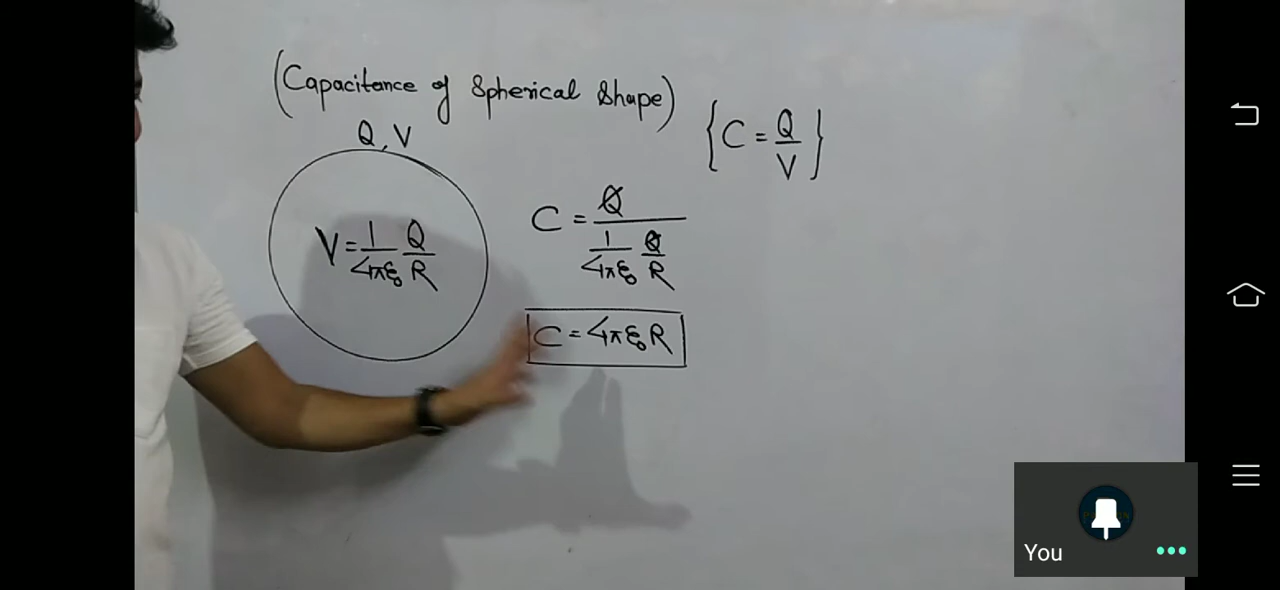 (Capacitance of Spherical Shape)
{C = Q/V}
Q, V
V = 1/4πε₀ Q/R
C = Q / (1/4πε₀ Q/R)
C = 4πε₀R
You